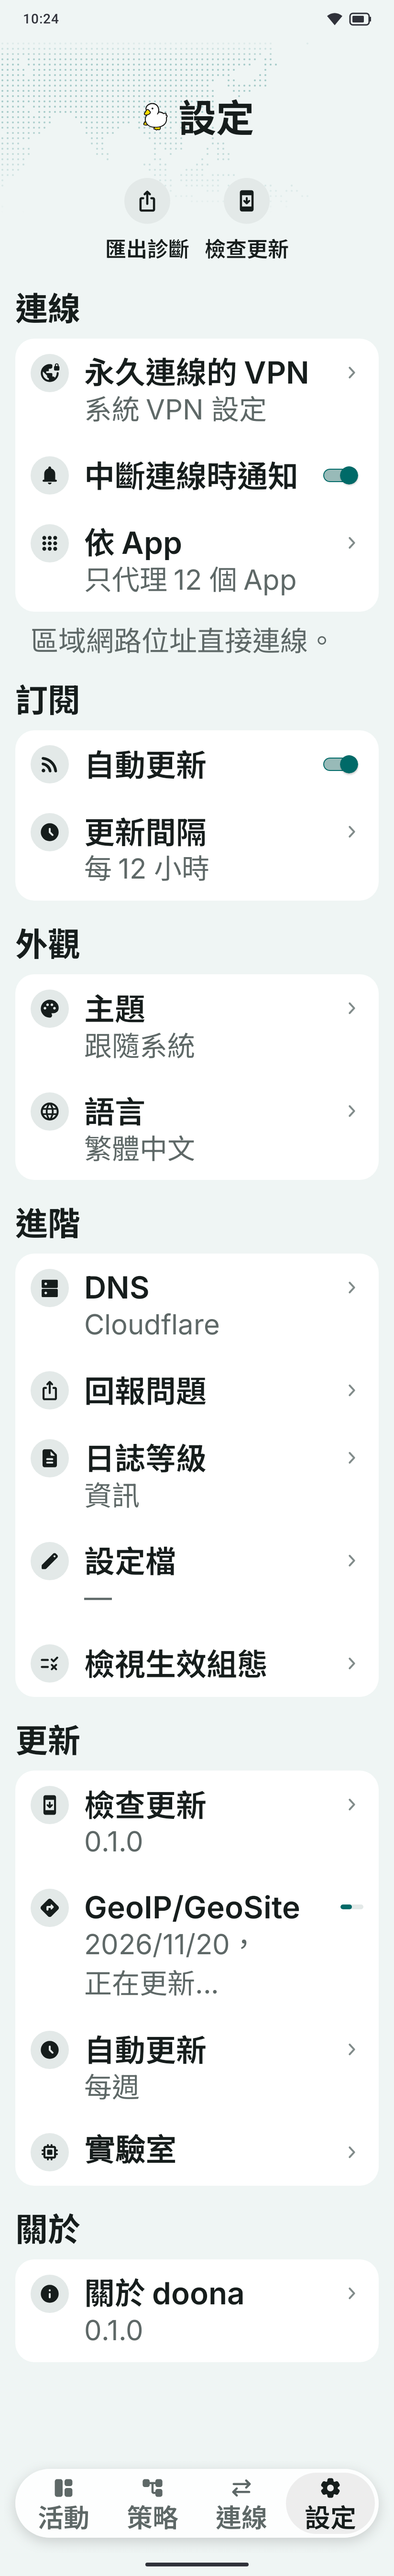 10:24
設定
匯出診斷 檢查更新
連線
永久連線的 VPN
系統 VPN 設定
中斷連線時通知
依 App
只代理 12 個 App
區域網路位址直接連線。
訂閱
自動更新
更新間隔
每 12 小時
外觀
主題
跟隨系統
語言
繁體中文
進階
DNS
Cloudflare
回報問題
日誌等級
資訊
設定檔
—
檢視生效組態
更新
檢查更新
0.1.0
GeoIP/GeoSite
2026/11/20，
正在更新...
自動更新
每週
實驗室
關於
關於 doona
0.1.0
活動 策略 連線 設定